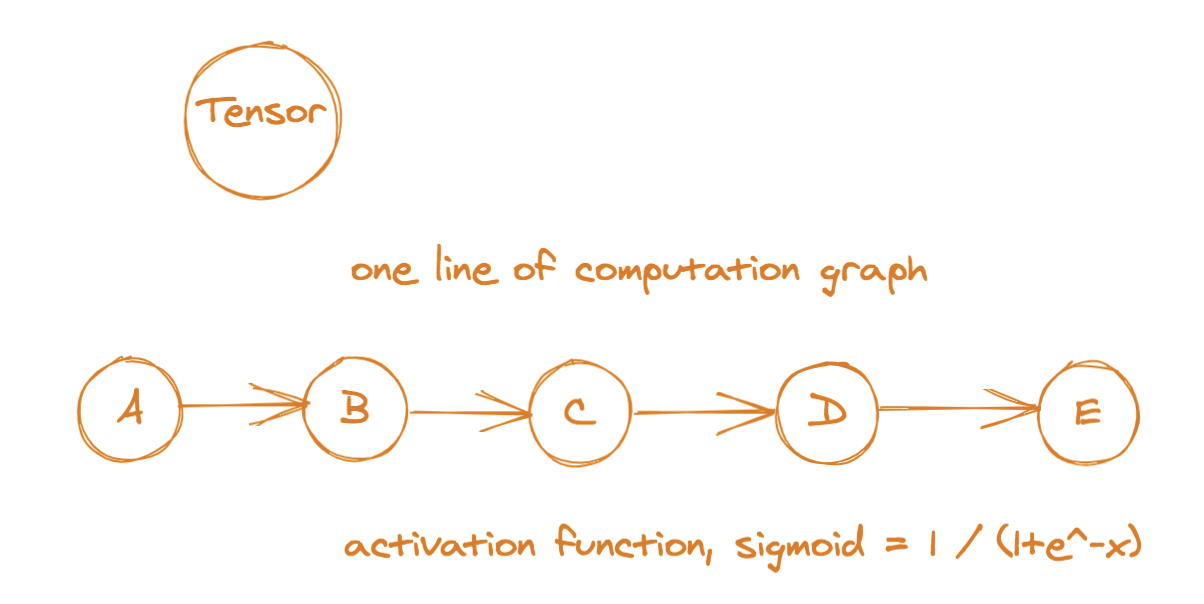 Tensor
one line of computation graph
A B C D E
activation function, sigmoid = 1 / (1+e^-x)